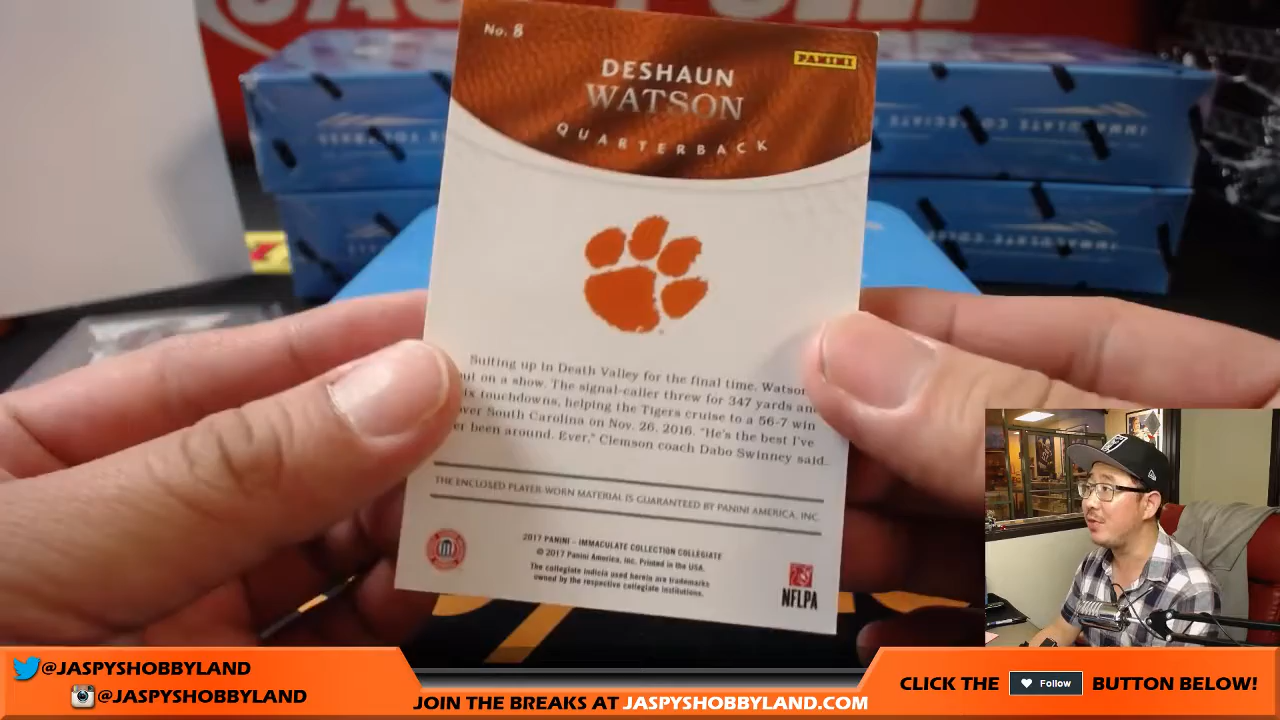 No. 8
PANINI
DESHAUN
WATSON
QUARTERBACK
Suiting up in Death Valley for the final time, Watson
on a show. The signal-caller threw for 347 yards and
touchdowns, helping the Tigers cruise to a 56-7 win
over South Carolina on Nov. 26, 2016. "He's the best I've
been around. Ever," Clemson coach Dabo Swinney said.
THE ENCLOSED PLAYER-WORN MATERIAL IS GUARANTEED BY PANINI AMERICA, INC.
2017 PANINI – IMMACULATE COLLECTION COLLEGIATE
© 2017 Panini America, Inc. Printed in the USA.
The collegiate indicia used herein are trademarks
owned by the respective collegiate institutions.
NFLPA
@JASPYSHOBBYLAND
@JASPYSHOBBYLAND
JOIN THE BREAKS AT JASPYSHOBBYLAND.COM
CLICK THE Follow BUTTON BELOW!